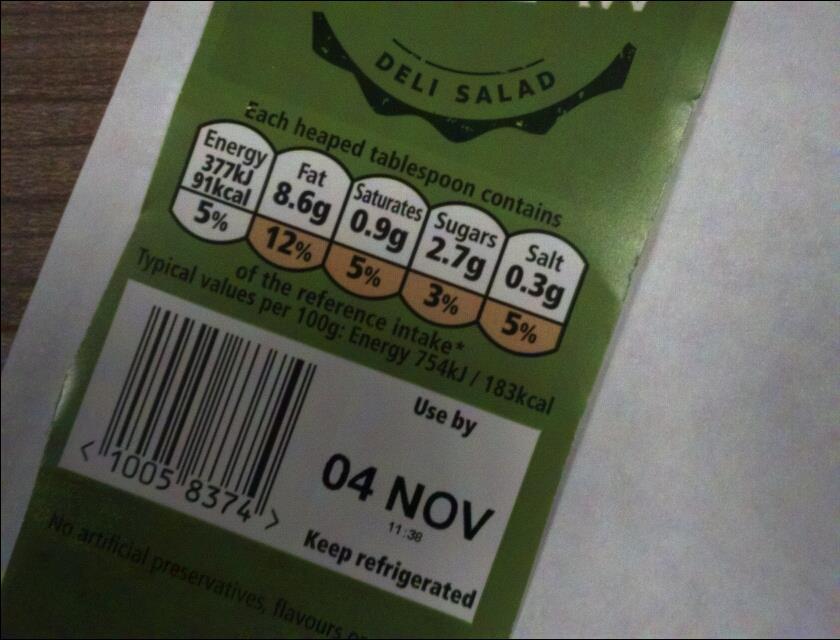 DELI SALAD
Each heaped tablespoon contains
Energy 377kJ 91kcal 5%
Fat 8.6g 12%
Saturates 0.9g 5%
Sugars 2.7g 3%
Salt 0.3g 5%
of the reference intake*
Typical values per 100g: Energy 754kJ / 183kcal
Use by
04 NOV
11:38
Keep refrigerated
< 1005 8374 >
No artificial preservatives, flavours